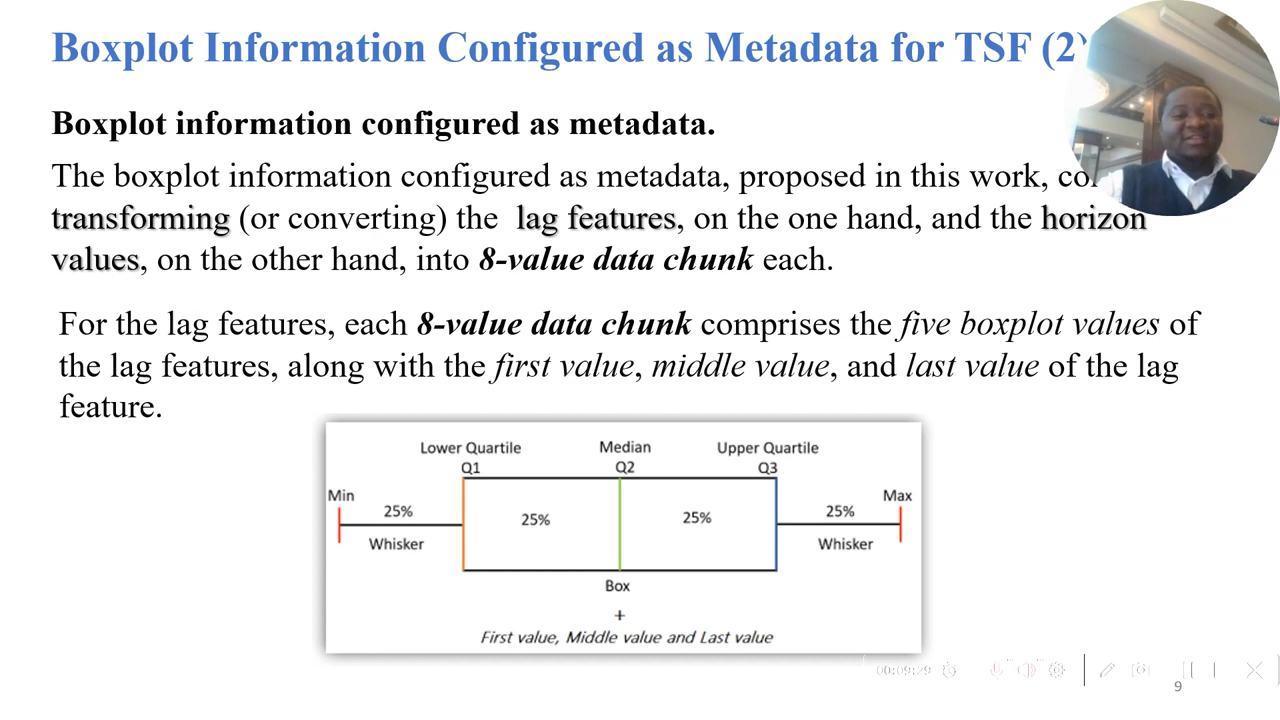 Boxplot Information Configured as Metadata for TSF (2)
Boxplot information configured as metadata.
The boxplot information configured as metadata, proposed in this work,
transforming (or converting) the lag features, on the one hand, and the horizon
values, on the other hand, into 8-value data chunk each.
For the lag features, each 8-value data chunk comprises the five boxplot values of
the lag features, along with the first value, middle value, and last value of the lag
feature.
Lower Quartile Median Upper Quartile
Q1 Q2 Q3
Min Max
25% 25% 25% 25%
Whisker Whisker
Box
+
First value, Middle value and Last value
00:09:29
9